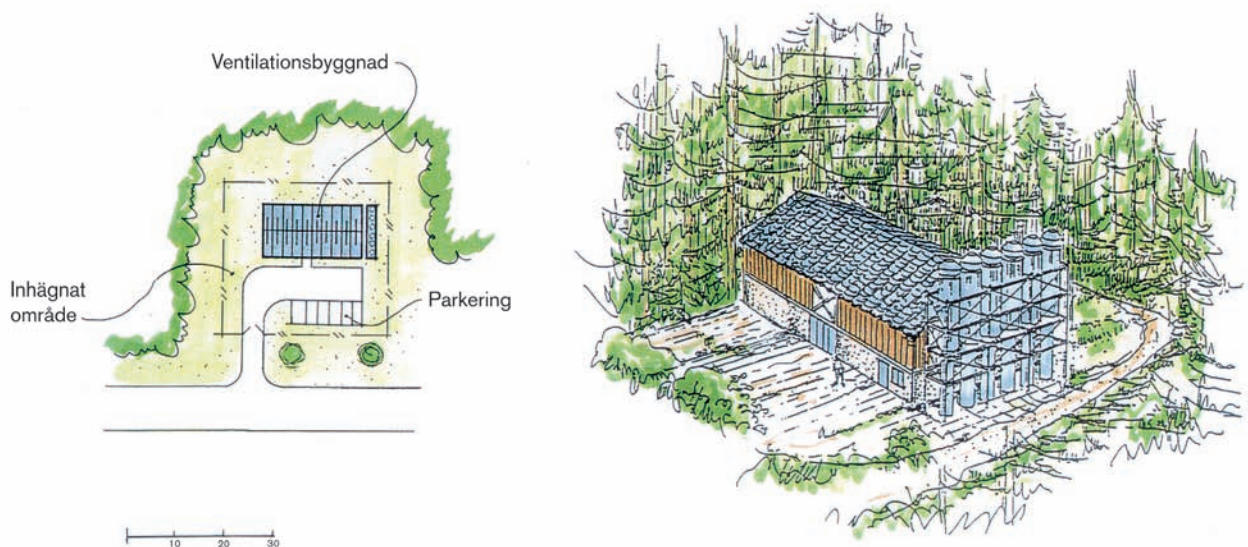 Ventilationsbyggnad
Inhägnat
område
Parkering
10 20 30